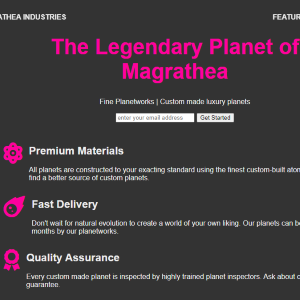 ATHEA INDUSTRIES FEATUR
The Legendary Planet of
Magrathea
Fine Planetworks | Custom made luxury planets
enter your email address Get Started
Premium Materials
All planets are constructed to your exacting standard using the finest custom-built aton
find a better source of custom planets.
Fast Delivery
Don't wait for natural evolution to create a world of your own liking. Our planets can be
months by our planetworks.
Quality Assurance
Every custom made planet is inspected by highly trained planet inspectors. Ask about o
guarantee.